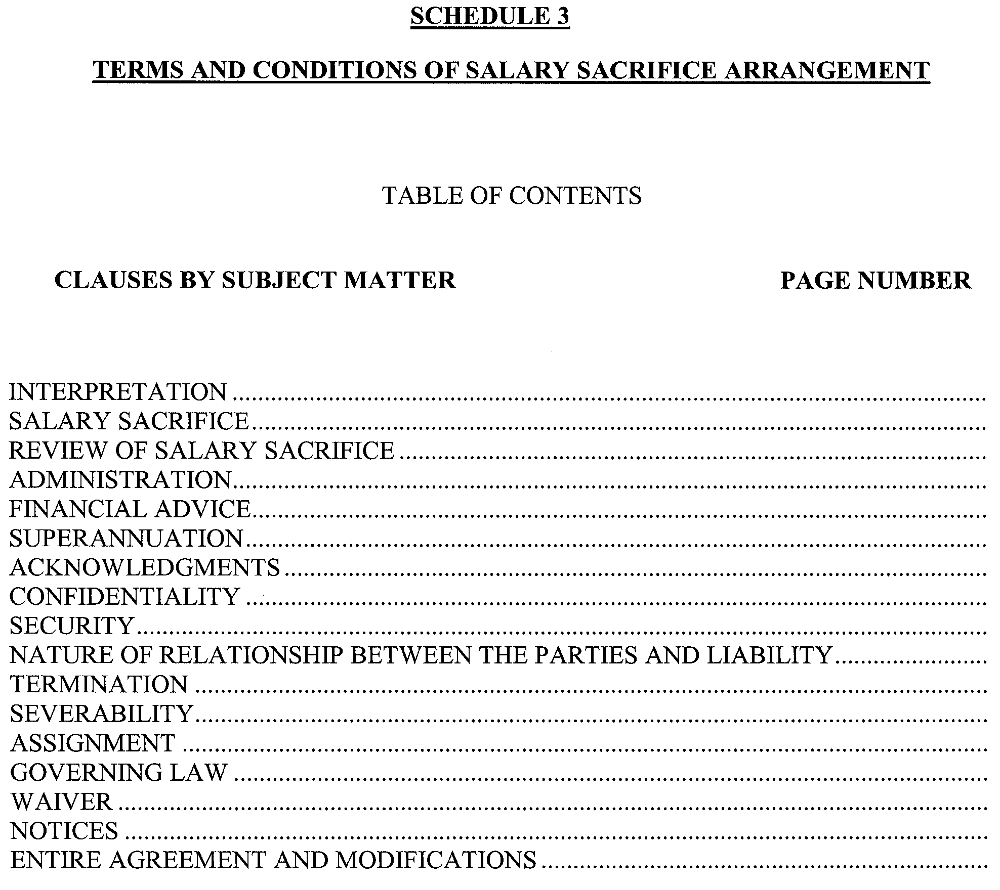 SCHEDULE 3
TERMS AND CONDITIONS OF SALARY SACRIFICE ARRANGEMENT
TABLE OF CONTENTS
CLAUSES BY SUBJECT MATTER PAGE NUMBER
INTERPRETATION ........................................................................
SALARY SACRIFICE........................................................................
REVIEW OF SALARY SACRIFICE ............................................................
ADMINISTRATION........................................................................
FINANCIAL ADVICE........................................................................
SUPERANNUATION........................................................................
ACKNOWLEDGMENTS ........................................................................
CONFIDENTIALITY ........................................................................
SECURITY........................................................................
NATURE OF RELATIONSHIP BETWEEN THE PARTIES AND LIABILITY........................
TERMINATION ........................................................................
SEVERABILITY........................................................................
ASSIGNMENT ........................................................................
GOVERNING LAW ........................................................................
WAIVER ........................................................................
NOTICES ........................................................................
ENTIRE AGREEMENT AND MODIFICATIONS ............................................................